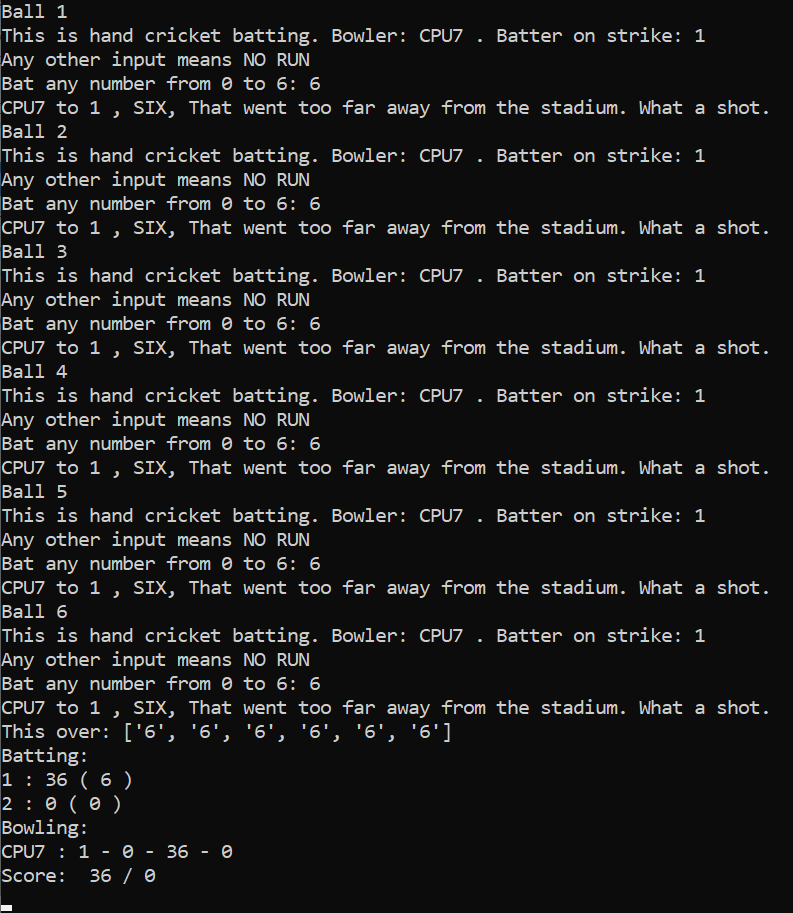 Ball 1
This is hand cricket batting. Bowler: CPU7 . Batter on strike: 1
Any other input means NO RUN
Bat any number from 0 to 6: 6
CPU7 to 1 , SIX, That went too far away from the stadium. What a shot.
Ball 2
This is hand cricket batting. Bowler: CPU7 . Batter on strike: 1
Any other input means NO RUN
Bat any number from 0 to 6: 6
CPU7 to 1 , SIX, That went too far away from the stadium. What a shot.
Ball 3
This is hand cricket batting. Bowler: CPU7 . Batter on strike: 1
Any other input means NO RUN
Bat any number from 0 to 6: 6
CPU7 to 1 , SIX, That went too far away from the stadium. What a shot.
Ball 4
This is hand cricket batting. Bowler: CPU7 . Batter on strike: 1
Any other input means NO RUN
Bat any number from 0 to 6: 6
CPU7 to 1 , SIX, That went too far away from the stadium. What a shot.
Ball 5
This is hand cricket batting. Bowler: CPU7 . Batter on strike: 1
Any other input means NO RUN
Bat any number from 0 to 6: 6
CPU7 to 1 , SIX, That went too far away from the stadium. What a shot.
Ball 6
This is hand cricket batting. Bowler: CPU7 . Batter on strike: 1
Any other input means NO RUN
Bat any number from 0 to 6: 6
CPU7 to 1 , SIX, That went too far away from the stadium. What a shot.
This over: ['6', '6', '6', '6', '6', '6']
Batting:
1 : 36 ( 6 )
2 : 0 ( 0 )
Bowling:
CPU7 : 1 - 0 - 36 - 0
Score:  36 / 0